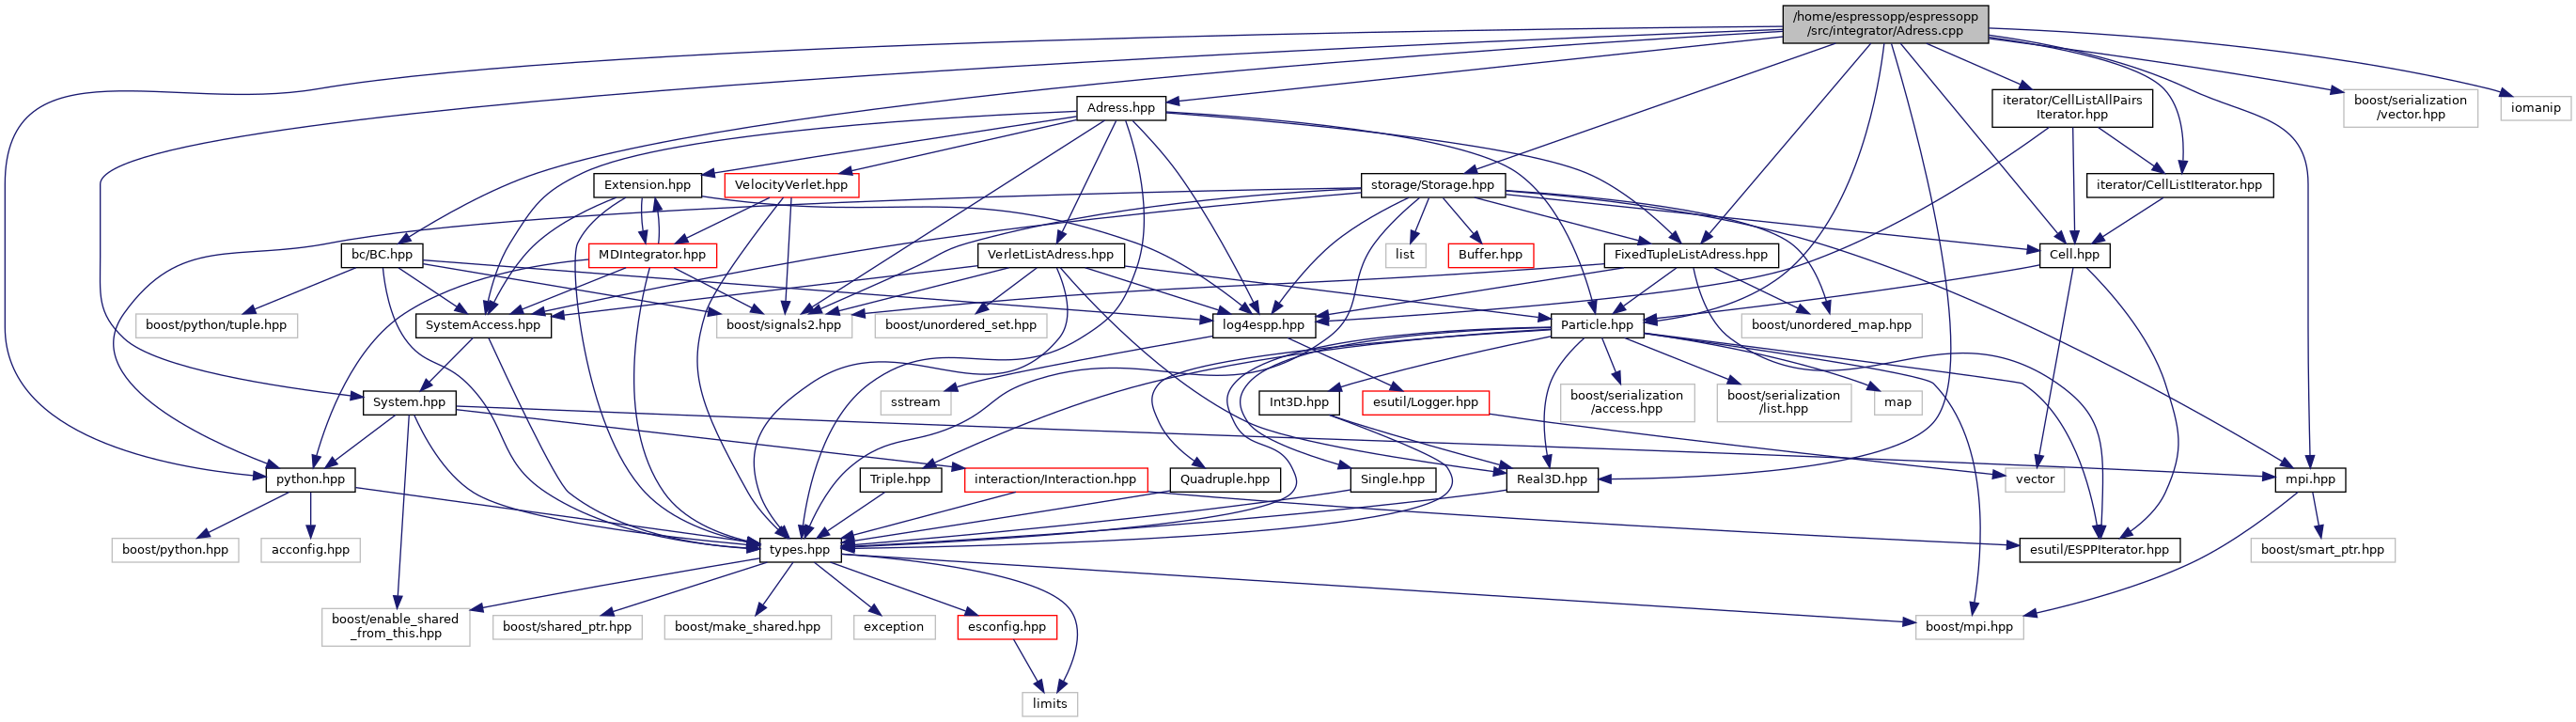 /home/espressopp/espressopp
/src/integrator/Adress.cpp
Adress.hpp
iterator/CellListAllPairs
Iterator.hpp
boost/serialization
/vector.hpp
iomanip
Extension.hpp
VelocityVerlet.hpp
storage/Storage.hpp
iterator/CellListIterator.hpp
bc/BC.hpp
MDIntegrator.hpp
VerletListAdress.hpp
list
Buffer.hpp
FixedTupleListAdress.hpp
Cell.hpp
boost/python/tuple.hpp
SystemAccess.hpp
boost/signals2.hpp
boost/unordered_set.hpp
log4espp.hpp
Particle.hpp
boost/unordered_map.hpp
System.hpp
sstream
Int3D.hpp
esutil/Logger.hpp
boost/serialization
/access.hpp
boost/serialization
/list.hpp
map
python.hpp
Triple.hpp
interaction/Interaction.hpp
Quadruple.hpp
Single.hpp
Real3D.hpp
vector
mpi.hpp
boost/python.hpp
acconfig.hpp
types.hpp
esutil/ESPPIterator.hpp
boost/smart_ptr.hpp
boost/enable_shared
_from_this.hpp
boost/shared_ptr.hpp
boost/make_shared.hpp
exception
esconfig.hpp
boost/mpi.hpp
limits